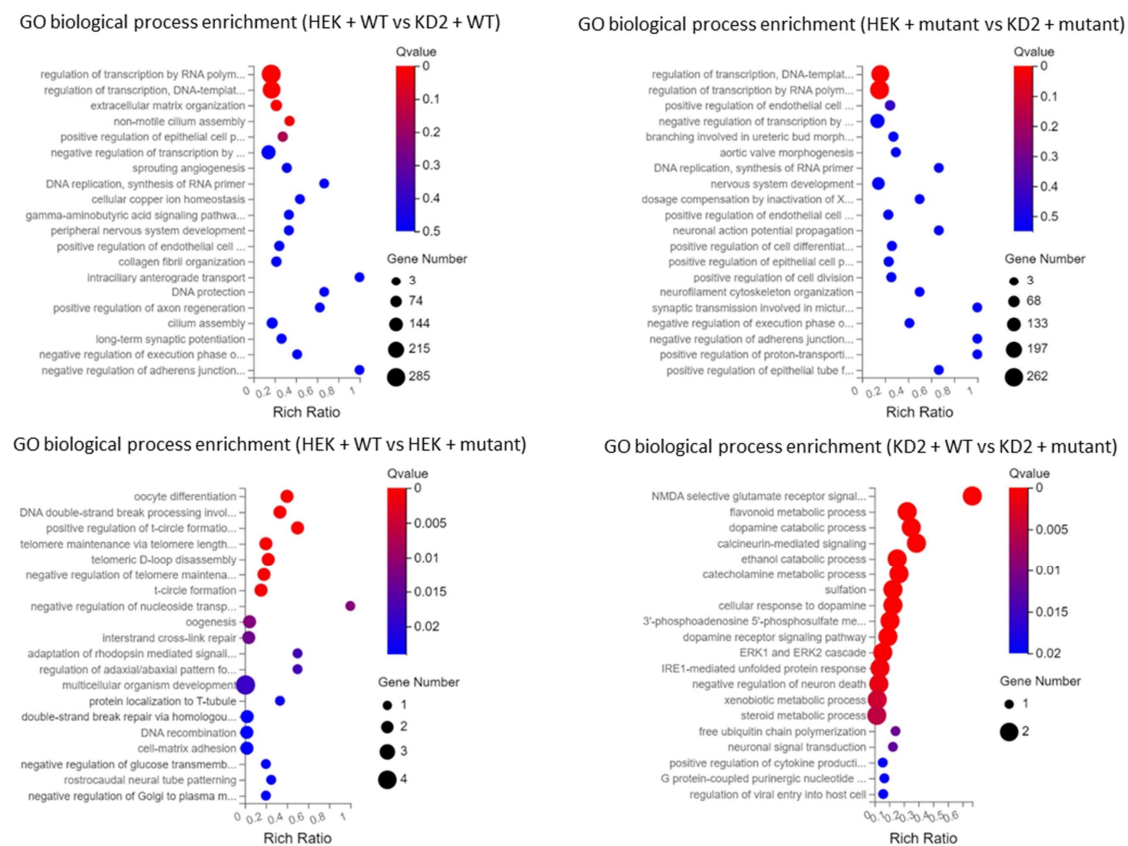 GO biological process enrichment (HEK + WT vs KD2 + WT)
Qvalue
regulation of transcription by RNA polym...
regulation of transcription, DNA-templat...
extracellular matrix organization
non-motile cilium assembly
positive regulation of epithelial cell p...
negative regulation of transcription by ...
sprouting angiogenesis
DNA replication, synthesis of RNA primer
cellular copper ion homeostasis
gamma-aminobutyric acid signaling pathwa...
peripheral nervous system development
positive regulation of endothelial cell ...
collagen fibril organization
intraciliary anterograde transport
DNA protection
positive regulation of axon regeneration
cilium assembly
long-term synaptic potentiation
negative regulation of execution phase o...
negative regulation of adherens junction...
0
0.1
0.2
0.3
0.4
0.5
Gene Number
3
74
144
215
285
0 0.2 0.4 0.6 0.8 1
Rich Ratio
GO biological process enrichment (HEK + mutant vs KD2 + mutant)
Qvalue
regulation of transcription, DNA-templat...
regulation of transcription by RNA polym...
positive regulation of endothelial cell ...
negative regulation of transcription by ...
branching involved in ureteric bud morph...
aortic valve morphogenesis
DNA replication, synthesis of RNA primer
nervous system development
dosage compensation by inactivation of X...
positive regulation of endothelial cell ...
neuronal action potential propagation
positive regulation of cell differentiat...
positive regulation of epithelial cell p...
positive regulation of cell division
neurofilament cytoskeleton organization
synaptic transmission involved in mictur...
negative regulation of execution phase o...
negative regulation of adherens junction...
positive regulation of proton-transporti...
positive regulation of epithelial tube f...
0
0.1
0.2
0.3
0.4
0.5
Gene Number
3
68
133
197
262
0 0.2 0.4 0.6 0.8 1
Rich Ratio
GO biological process enrichment (HEK + WT vs HEK + mutant)
Qvalue
oocyte differentiation
DNA double-strand break processing invol...
positive regulation of t-circle formatio...
telomere maintenance via telomere length...
telomeric D-loop disassembly
negative regulation of telomere maintena...
t-circle formation
negative regulation of nucleoside transp...
oogenesis
interstrand cross-link repair
adaptation of rhodopsin mediated signali...
regulation of adaxial/abaxial pattern fo...
multicellular organism development
protein localization to T-tubule
double-strand break repair via homologou...
DNA recombination
cell-matrix adhesion
negative regulation of glucose transmemb...
rostrocaudal neural tube patterning
negative regulation of Golgi to plasma m...
0
0.005
0.01
0.015
0.02
Gene Number
1
2
3
4
0 0.2 0.4 0.6 0.8 1
Rich Ratio
GO biological process enrichment (KD2 + WT vs KD2 + mutant)
Qvalue
NMDA selective glutamate receptor signal...
flavonoid metabolic process
dopamine catabolic process
calcineurin-mediated signaling
ethanol catabolic process
catecholamine metabolic process
sulfation
cellular response to dopamine
3'-phosphoadenosine 5'-phosphosulfate me...
dopamine receptor signaling pathway
ERK1 and ERK2 cascade
IRE1-mediated unfolded protein response
negative regulation of neuron death
xenobiotic metabolic process
steroid metabolic process
free ubiquitin chain polymerization
neuronal signal transduction
positive regulation of cytokine producti...
G protein-coupled purinergic nucleotide ...
regulation of viral entry into host cell
0
0.005
0.01
0.015
0.02
Gene Number
1
2
0 0.1 0.2 0.3 0.4 0.5 0.6
Rich Ratio